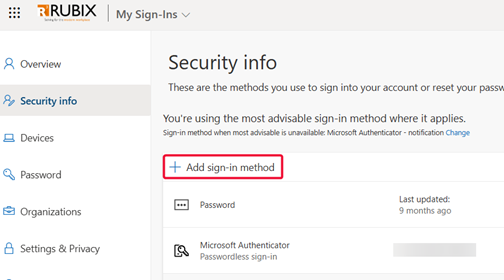 RUBIX
My Sign-Ins
Overview
Security info
Devices
Password
Organizations
Settings & Privacy
Security info
These are the methods you use to sign into your account or reset your passw
You're using the most advisable sign-in method where it applies.
Sign-in method when most advisable is unavailable: Microsoft Authenticator - notification Change
+ Add sign-in method
Password
Last updated:
9 months ago
Microsoft Authenticator
Passwordless sign-in